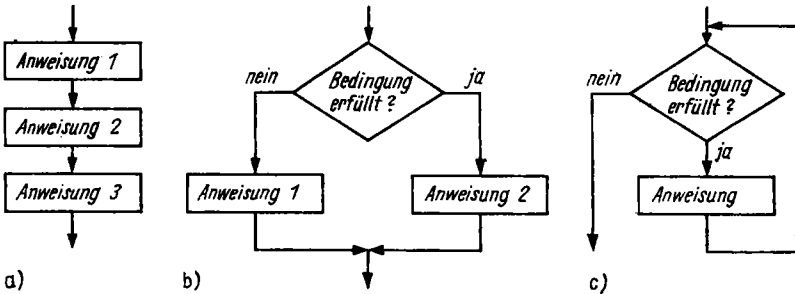 Anweisung 1
Anweisung 2
Anweisung 3
a)
nein
Bedingung
erfüllt ?
ja
Anweisung 1
Anweisung 2
b)
nein
Bedingung
erfüllt ?
ja
Anweisung
c)